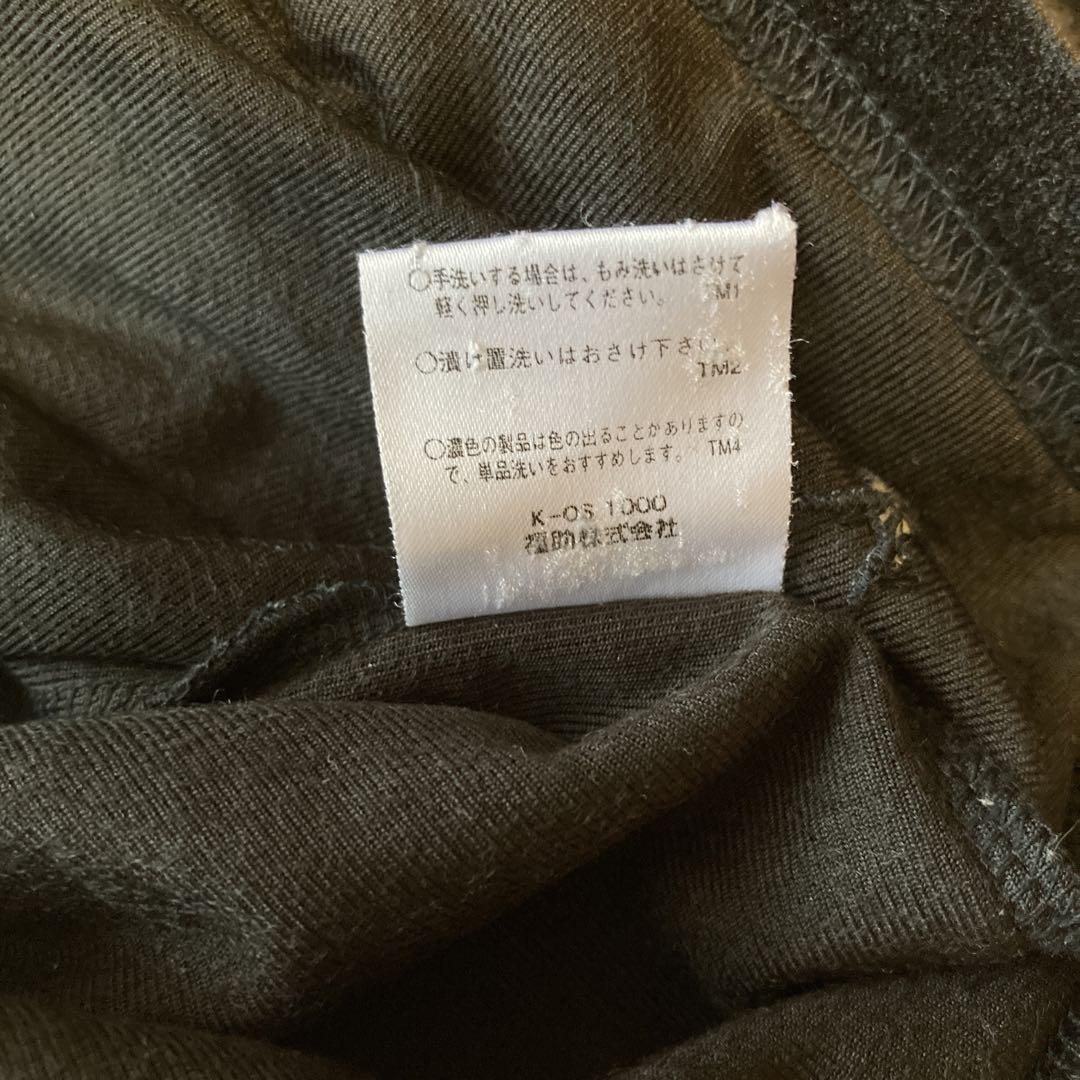 ○手洗いする場合は、もみ洗いはさけて
軽く押し洗いしてください。 TM1
○漬け置洗いはおさけ下さい。
TM2
○濃色の製品は色の出ることがありますの
で、単品洗いをおすすめします。 TM4
K-OS 1000
福助株式会社